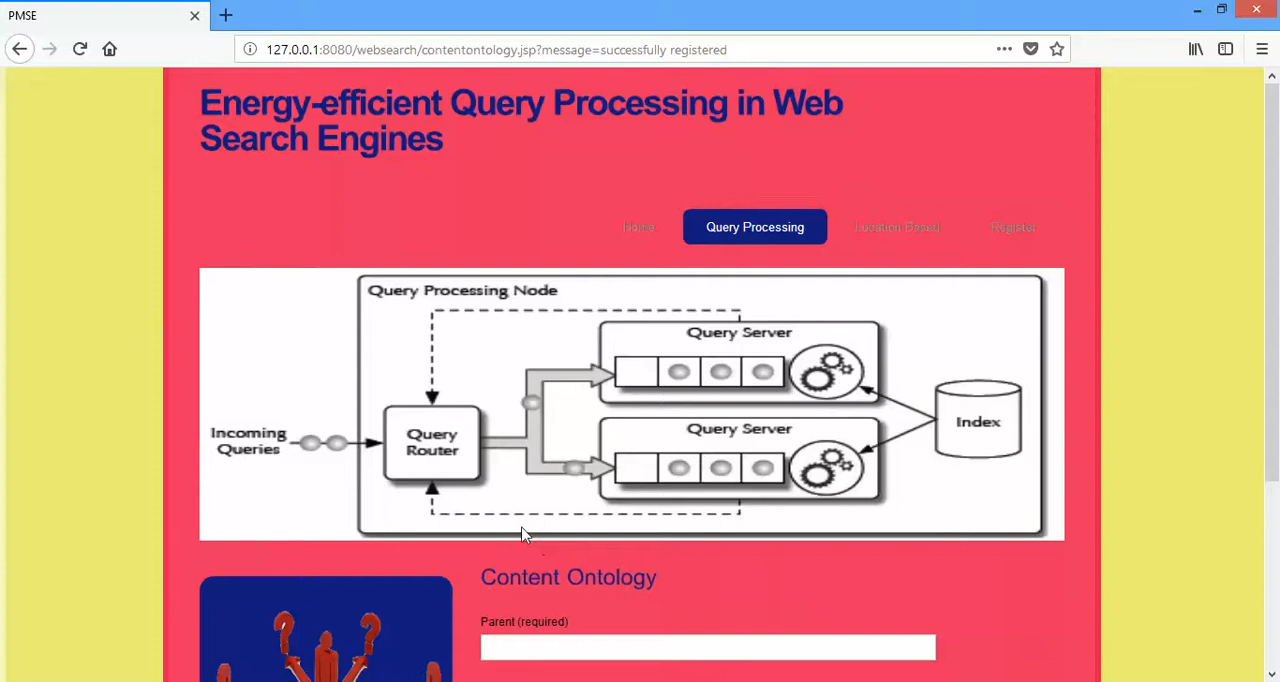 PMSE
127.0.0.1:8080/websearch/contentontology.jsp?message=successfully registered
Energy-efficient Query Processing in Web
Search Engines
Home
Query Processing
Location Based
Register
Query Processing Node
Query Server
Query Server
Incoming
Queries
Query
Router
Index
Content Ontology
Parent (required)